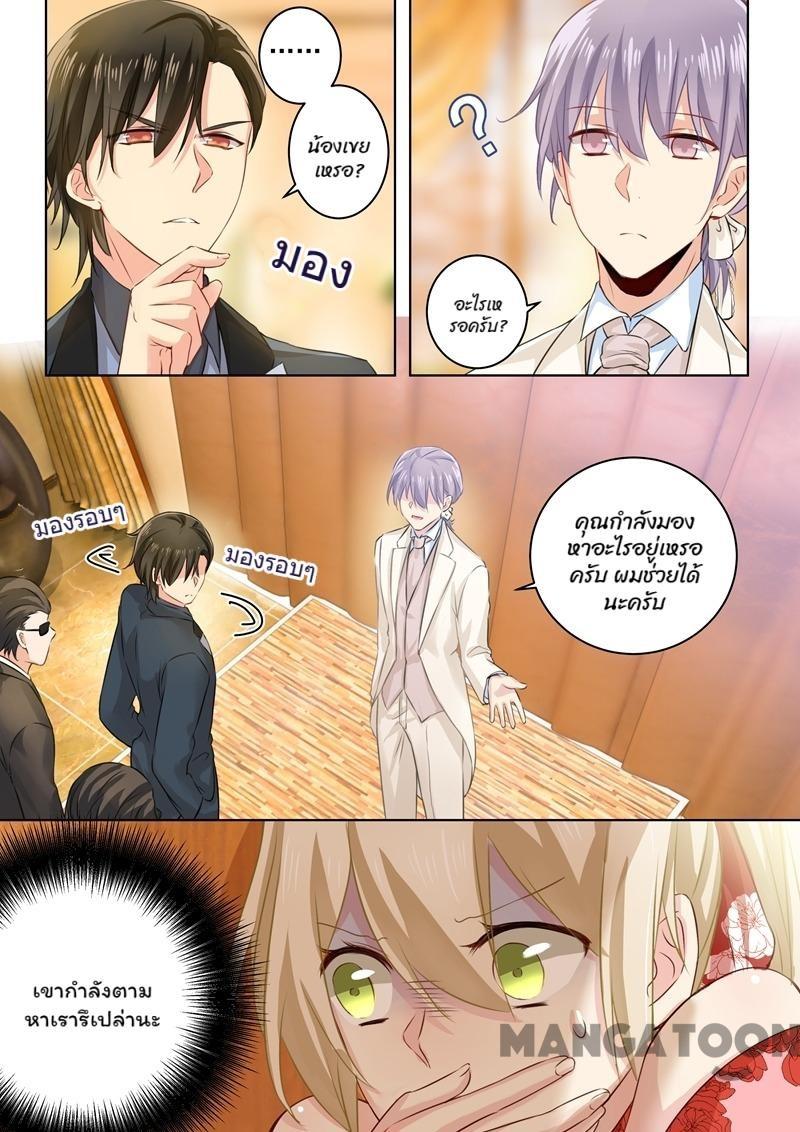 ......
น้องเขย
เหรอ?
มอง
?
อะไรเห
รอครับ?
มองรอบๆ
มองรอบๆ
คุณกำลังมอง
หาอะไรอยู่เหรอ
ครับ ผมช่วยได้
นะครับ
เขากำลังตาม
หาเรารึเปล่านะ
MANGATOON